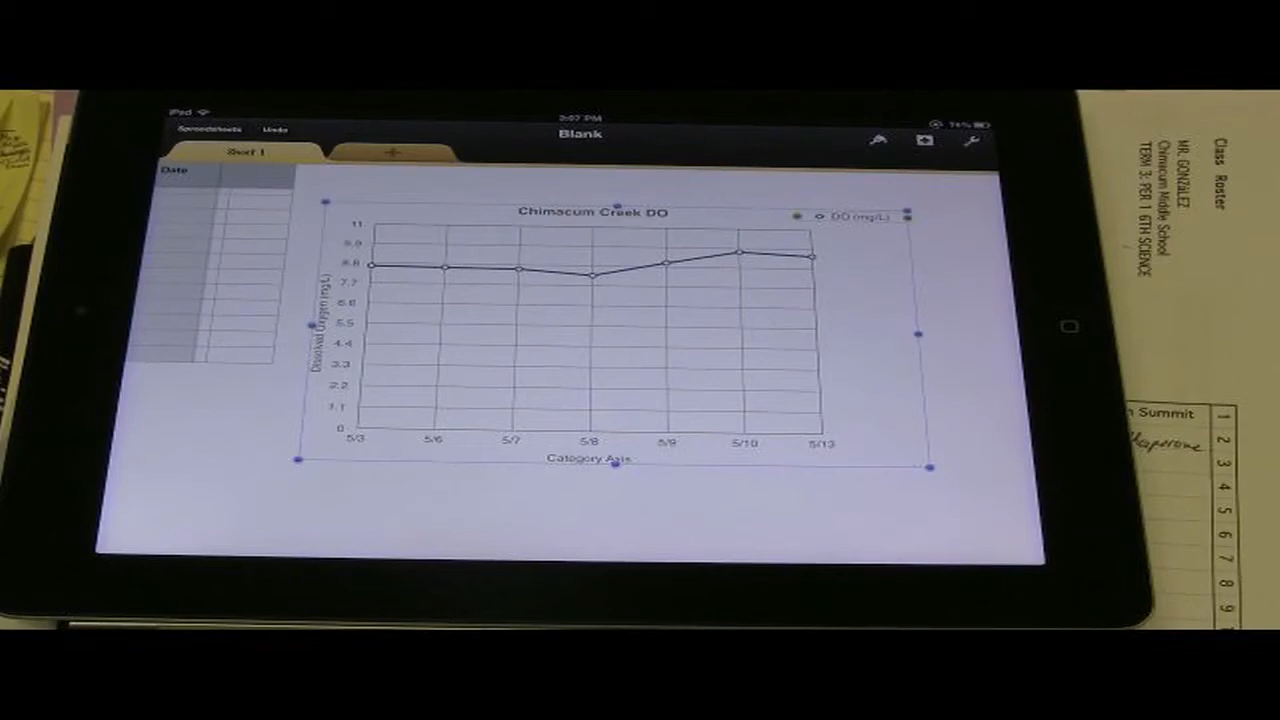 iPad
3:07 PM
Spreadsheets Undo
Blank
Sheet 1
+
Date
Chimacum Creek DO
DO (mg/L)
Dissolved Oxygen (mg/L)
11
9.9
8.8
7.7
6.6
5.5
4.4
3.3
2.2
1.1
0
5/3 5/6 5/7 5/8 5/9 5/10 5/13
Category Axis
Class Roster
MR. GONZALEZ
Chimacum Middle School
TERM 3: PER 1 6TH SCIENCE
Summit
Chaperone
1
2
3
4
5
6
7
8
9